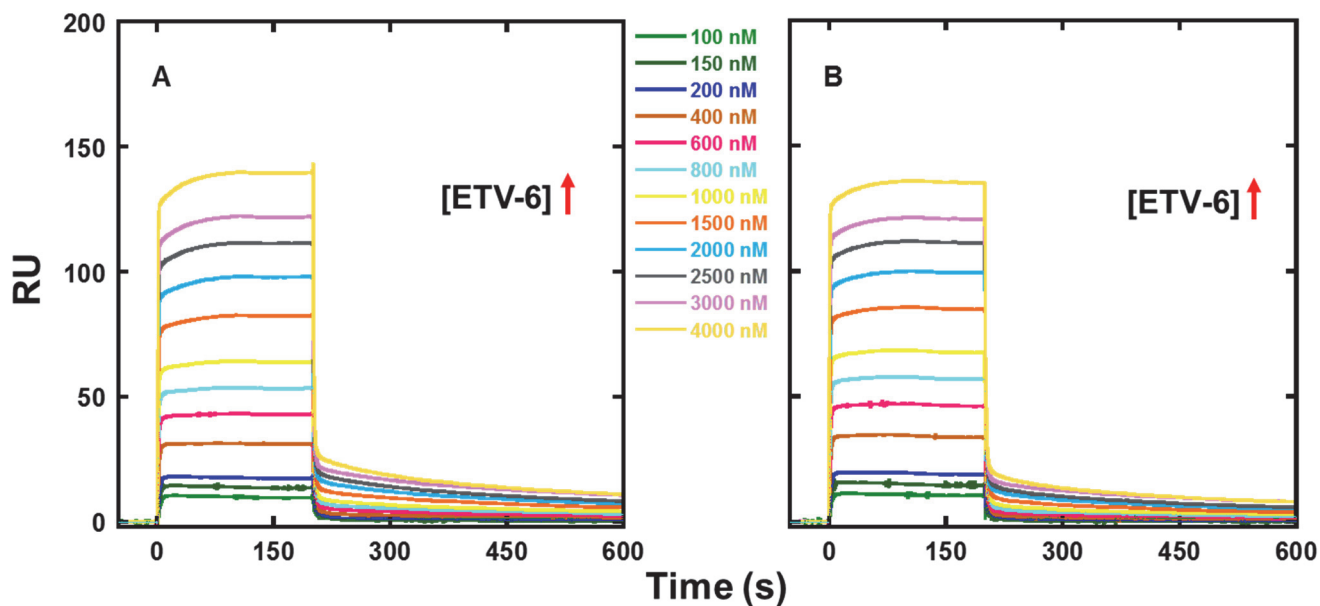 200
150
100
50
0
RU
A
[ETV-6]
100 nM
150 nM
200 nM
400 nM
600 nM
800 nM
1000 nM
1500 nM
2000 nM
2500 nM
3000 nM
4000 nM
B
[ETV-6]
0 150 300 450 600
0 150 300 450 600
Time (s)